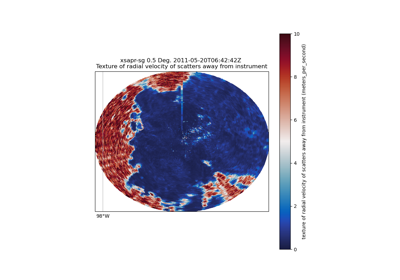 xsapr-sg 0.5 Deg. 2011-05-20T06:42:42Z
Texture of radial velocity of scatters away from instrument
98°W
10
8
6
4
2
0
texture of radial velocity of scatters away from instrument (meters_per_second)